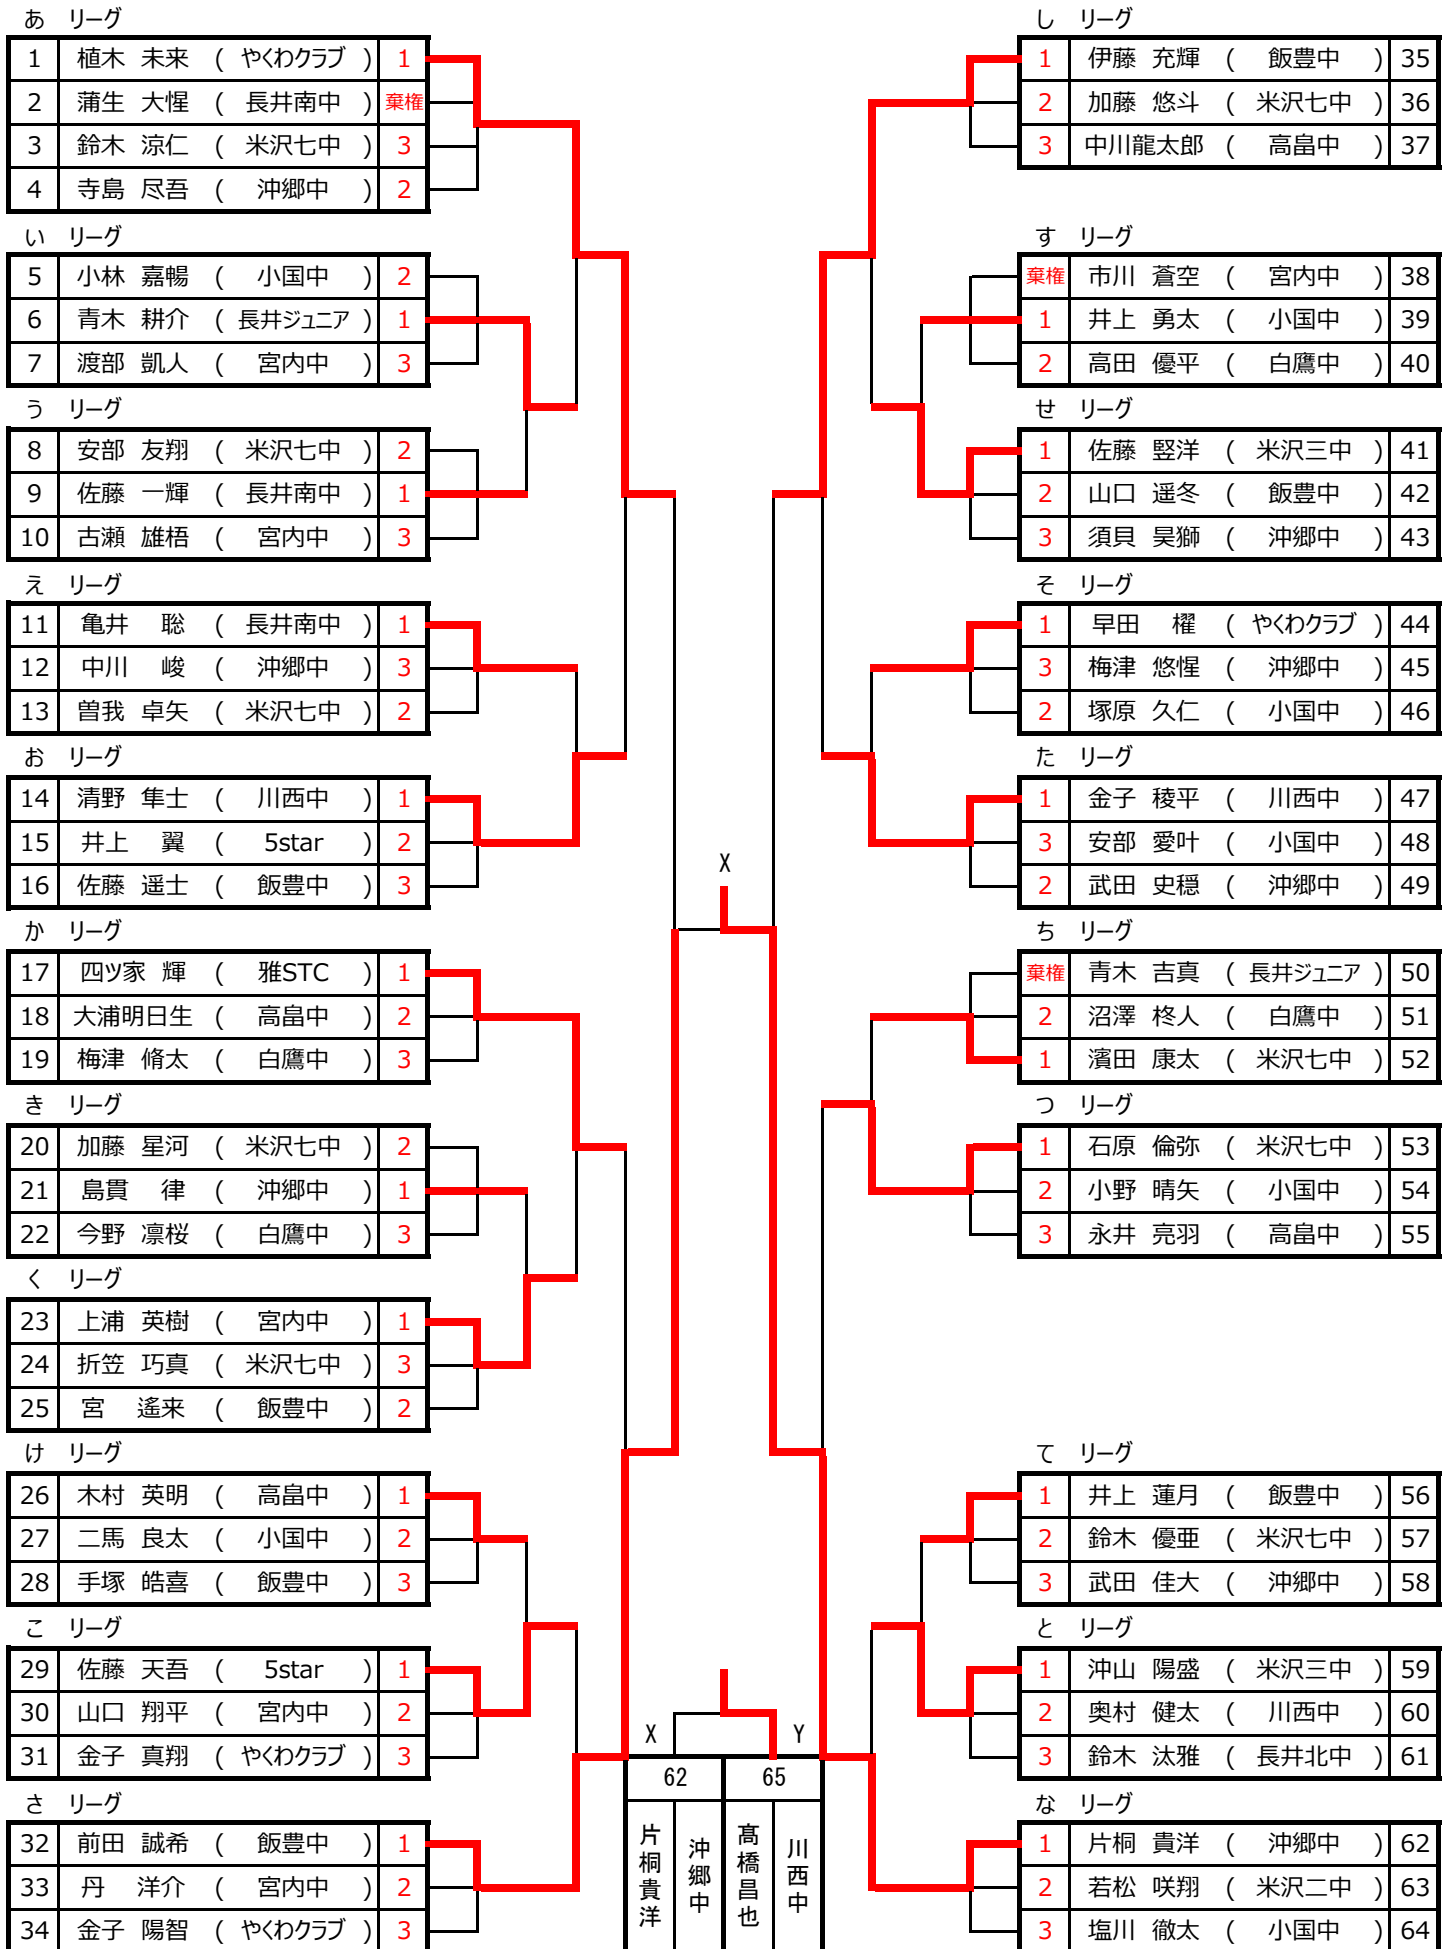 あ リーグ
1 植木 未来 ( やくわクラブ ) 1
2 蒲生 大惺 ( 長井南中 ) 棄権
3 鈴木 涼仁 ( 米沢七中 ) 3
4 寺島 尽吾 ( 沖郷中 ) 2
い リーグ
5 小林 嘉暢 ( 小国中 ) 2
6 青木 耕介 ( 長井ジュニア ) 1
7 渡部 凱人 ( 宮内中 ) 3
う リーグ
8 安部 友翔 ( 米沢七中 ) 2
9 佐藤 一輝 ( 長井南中 ) 1
10 古瀬 雄梧 ( 宮内中 ) 3
え リーグ
11 亀井 聡 ( 長井南中 ) 1
12 中川 峻 ( 沖郷中 ) 3
13 曽我 卓矢 ( 米沢七中 ) 2
お リーグ
14 清野 隼士 ( 川西中 ) 1
15 井上 翼 ( 5star ) 2
16 佐藤 遥士 ( 飯豊中 ) 3
か リーグ
17 四ツ家 輝 ( 雅STC ) 1
18 大浦明日生 ( 高畠中 ) 2
19 梅津 脩太 ( 白鷹中 ) 3
き リーグ
20 加藤 星河 ( 米沢七中 ) 2
21 島貫 律 ( 沖郷中 ) 1
22 今野 凛桜 ( 白鷹中 ) 3
く リーグ
23 上浦 英樹 ( 宮内中 ) 1
24 折笠 巧真 ( 米沢七中 ) 3
25 宮 遙来 ( 飯豊中 ) 2
け リーグ
26 木村 英明 ( 高畠中 ) 1
27 二馬 良太 ( 小国中 ) 2
28 手塚 皓喜 ( 飯豊中 ) 3
こ リーグ
29 佐藤 天吾 ( 5star ) 1
30 山口 翔平 ( 宮内中 ) 2
31 金子 真翔 ( やくわクラブ ) 3
さ リーグ
32 前田 誠希 ( 飯豊中 ) 1
33 丹 洋介 ( 宮内中 ) 2
34 金子 陽智 ( やくわクラブ ) 3
X
X Y
62 65
片桐貴洋
沖郷中
髙橋昌也
川西中
し リーグ
1 伊藤 充輝 ( 飯豊中 ) 35
2 加藤 悠斗 ( 米沢七中 ) 36
3 中川龍太郎 ( 高畠中 ) 37
す リーグ
棄権 市川 蒼空 ( 宮内中 ) 38
1 井上 勇太 ( 小国中 ) 39
2 高田 優平 ( 白鷹中 ) 40
せ リーグ
1 佐藤 竪洋 ( 米沢三中 ) 41
2 山口 遥冬 ( 飯豊中 ) 42
3 須貝 昊獅 ( 沖郷中 ) 43
そ リーグ
1 早田 櫂 ( やくわクラブ ) 44
3 梅津 悠惺 ( 沖郷中 ) 45
2 塚原 久仁 ( 小国中 ) 46
た リーグ
1 金子 稜平 ( 川西中 ) 47
3 安部 愛叶 ( 小国中 ) 48
2 武田 史穏 ( 沖郷中 ) 49
ち リーグ
棄権 青木 吉真 ( 長井ジュニア ) 50
2 沼澤 柊人 ( 白鷹中 ) 51
1 濱田 康太 ( 米沢七中 ) 52
つ リーグ
1 石原 倫弥 ( 米沢七中 ) 53
2 小野 晴矢 ( 小国中 ) 54
3 永井 亮羽 ( 高畠中 ) 55
て リーグ
1 井上 蓮月 ( 飯豊中 ) 56
2 鈴木 優亜 ( 米沢七中 ) 57
3 武田 佳大 ( 沖郷中 ) 58
と リーグ
1 沖山 陽盛 ( 米沢三中 ) 59
2 奥村 健太 ( 川西中 ) 60
3 鈴木 汰雅 ( 長井北中 ) 61
な リーグ
1 片桐 貴洋 ( 沖郷中 ) 62
2 若松 咲翔 ( 米沢二中 ) 63
3 塩川 徹太 ( 小国中 ) 64